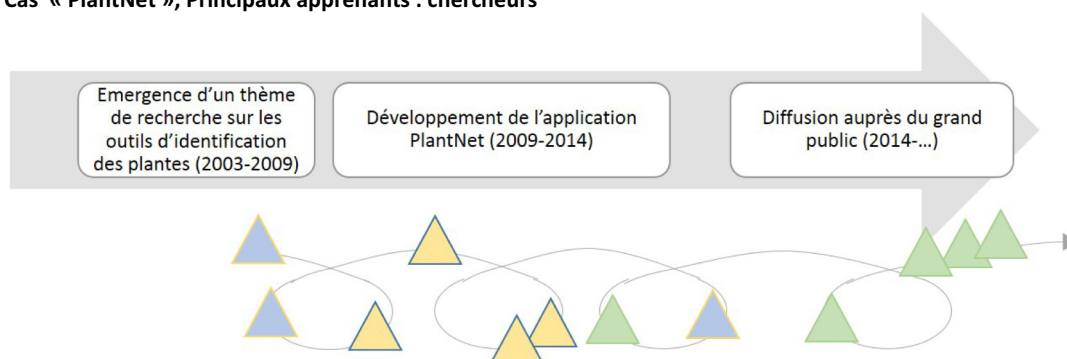 Cas « PlantNet », Principaux apprenants : chercheurs
Emergence d'un thème
de recherche sur les
outils d'identification
des plantes (2003-2009)
Développement de l'application
PlantNet (2009-2014)
Diffusion auprès du grand
public (2014-...)